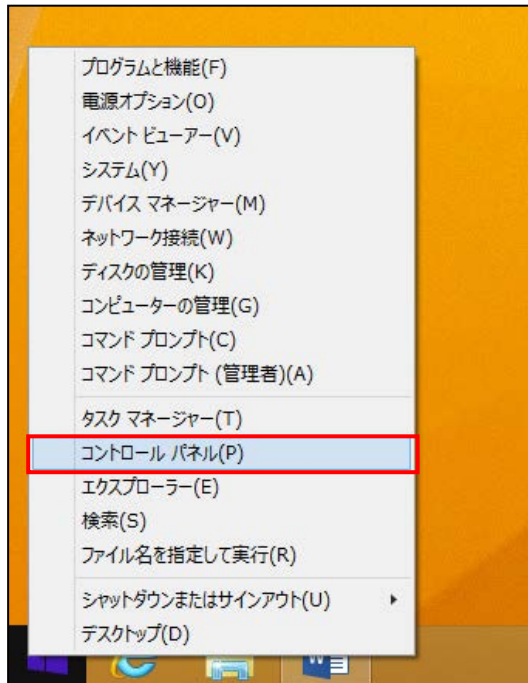 プログラムと機能(F)
電源オプション(O)
イベント ビューアー(V)
システム(Y)
デバイス マネージャー(M)
ネットワーク接続(W)
ディスクの管理(K)
コンピューターの管理(G)
コマンド プロンプト(C)
コマンド プロンプト (管理者)(A)
タスク マネージャー(T)
コントロール パネル(P)
エクスプローラー(E)
検索(S)
ファイル名を指定して実行(R)
シャットダウンまたはサインアウト(U)
デスクトップ(D)